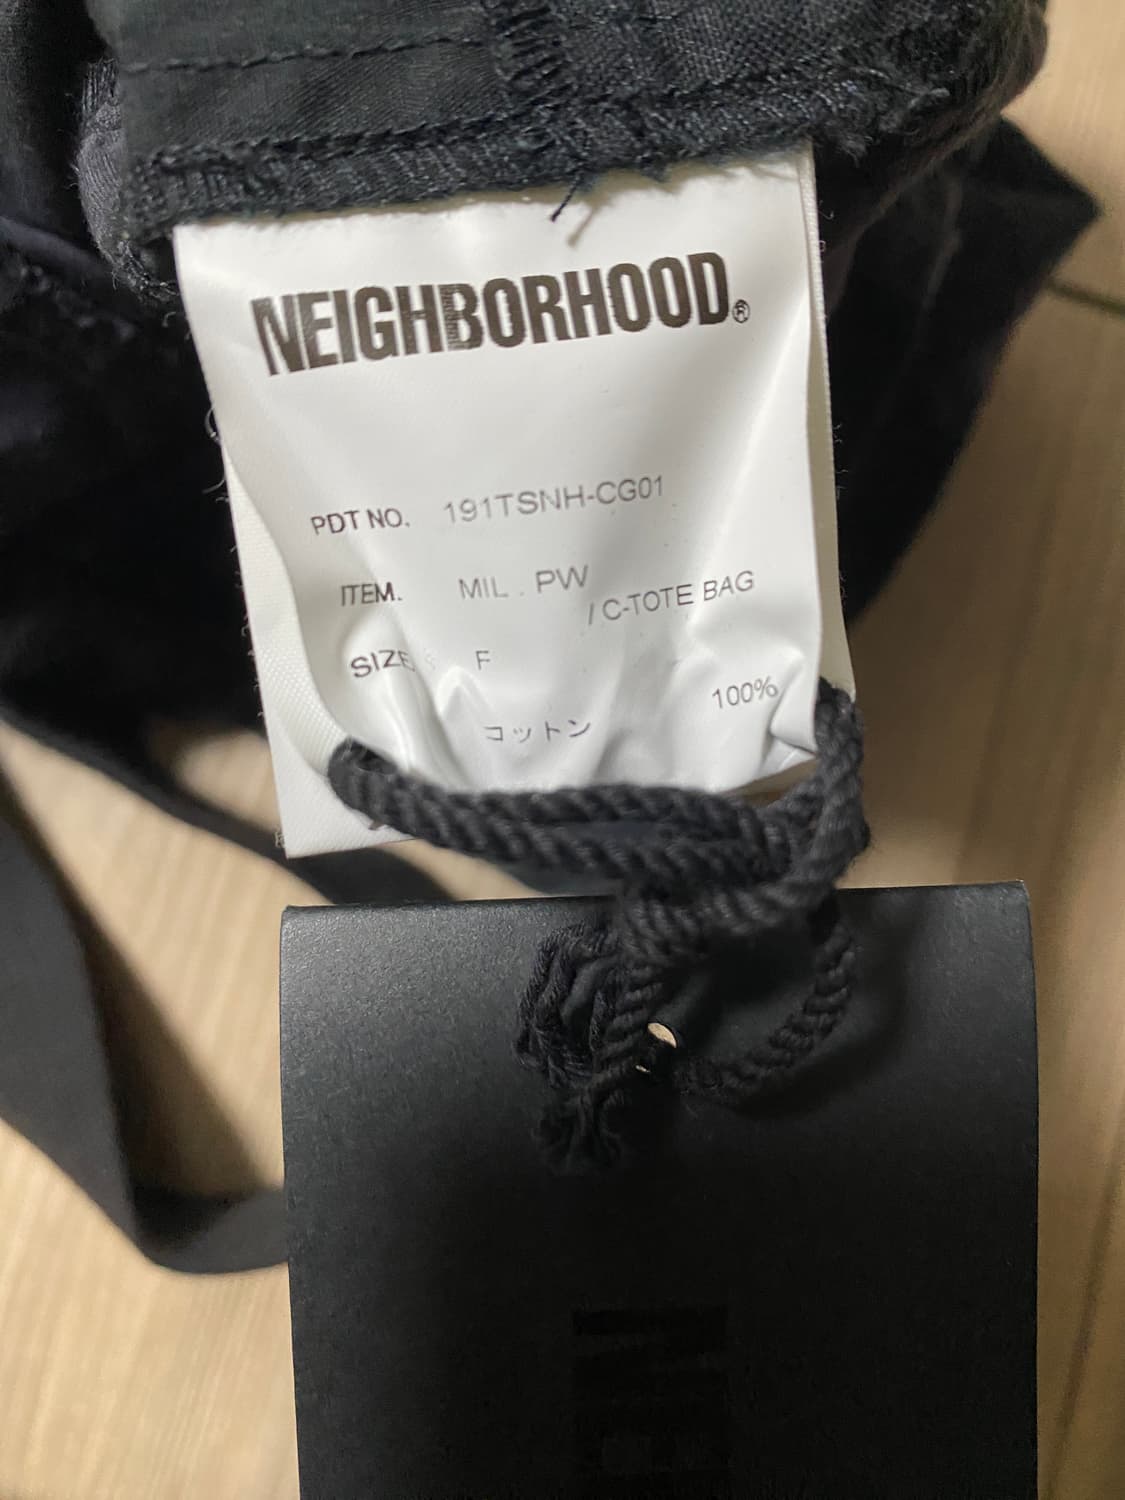 NEIGHBORHOOD®
PDT NO. 191TSNH-CG01
ITEM. MIL . PW
/ C-TOTE BAG
SIZE F
コットン 100%